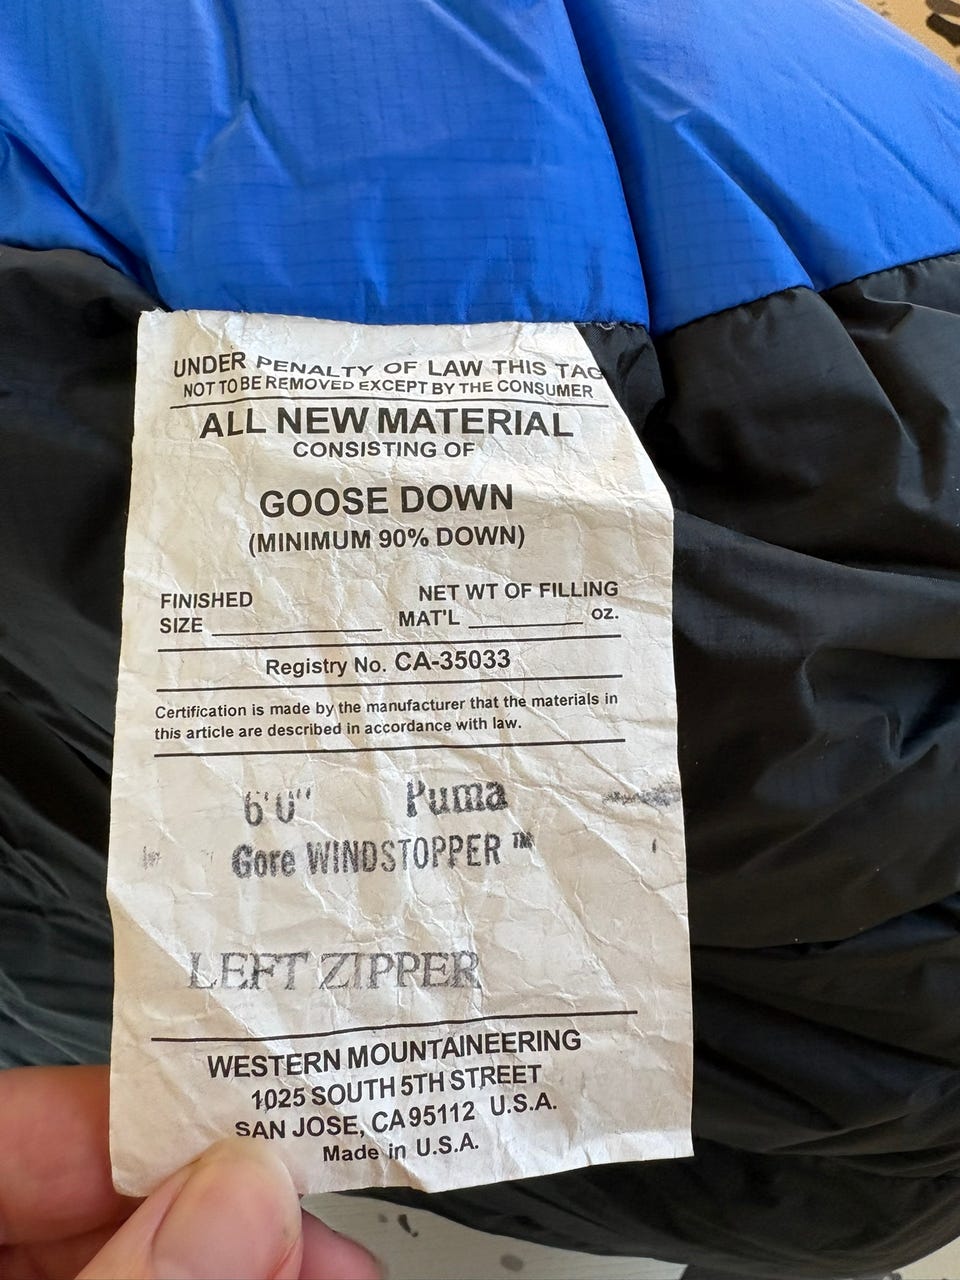 UNDER PENALTY OF LAW THIS TAG
NOT TO BE REMOVED EXCEPT BY THE CONSUMER
ALL NEW MATERIAL
CONSISTING OF
GOOSE DOWN
(MINIMUM 90% DOWN)
FINISHED SIZE ____________ NET WT OF FILLING MAT'L __________ oz.
Registry No. CA-35033
Certification is made by the manufacturer that the materials in
this article are described in accordance with law.
6'0" Puma
Gore WINDSTOPPER™
LEFT ZIPPER
WESTERN MOUNTAINEERING
1025 SOUTH 5TH STREET
SAN JOSE, CA 95112 U.S.A.
Made in U.S.A.